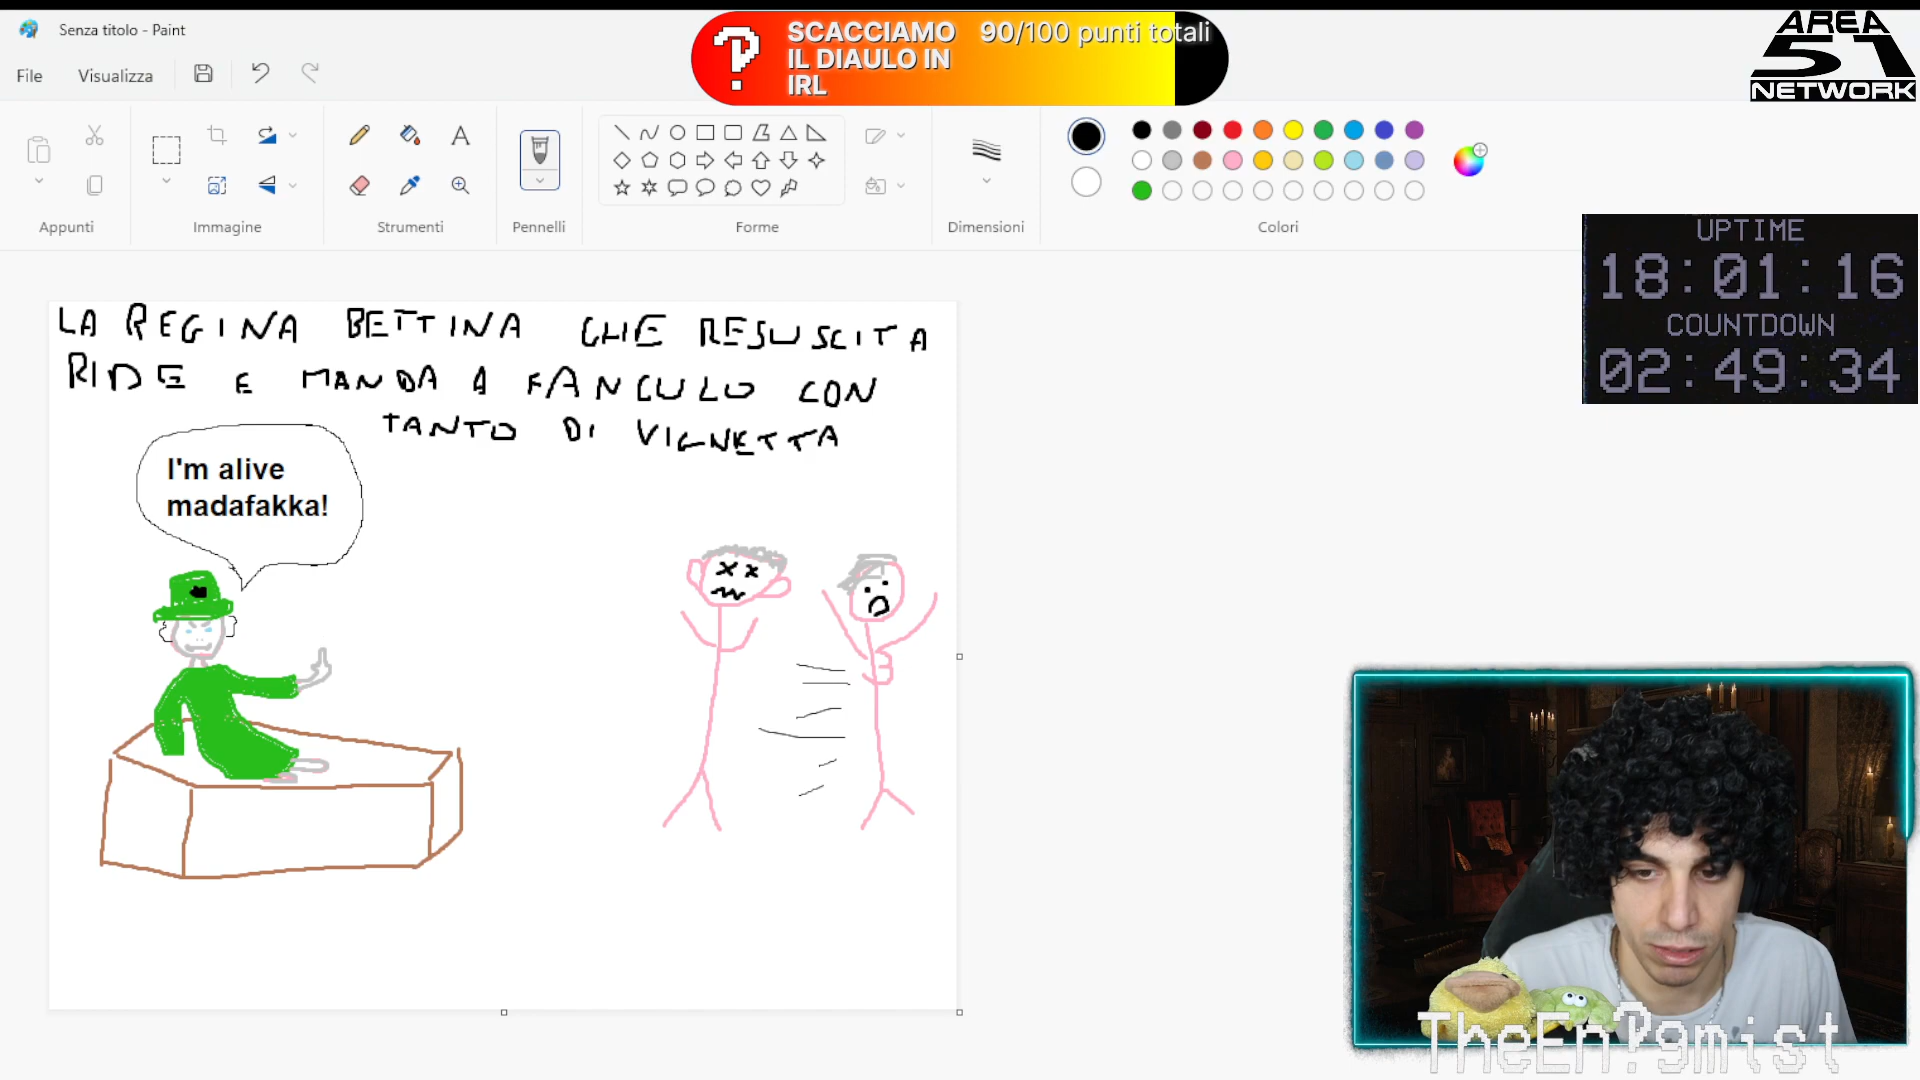 Senza titolo - Paint
File
Visualizza
SCACCIAMO
IL DIAULO IN
IRL
90/100 punti totali
AREA
51
NETWORK
Appunti
Immagine
Strumenti
Pennelli
Forme
Dimensioni
Colori
UPTIME
18:01:16
COUNTDOWN
02:49:34
LA REGINA BETTINA CHE RESUSCITA
RIDE E MANDA A FANCULO CON
TANTO DI VIGNETTA
I'm alive
madafakka!
TheEn?gmist